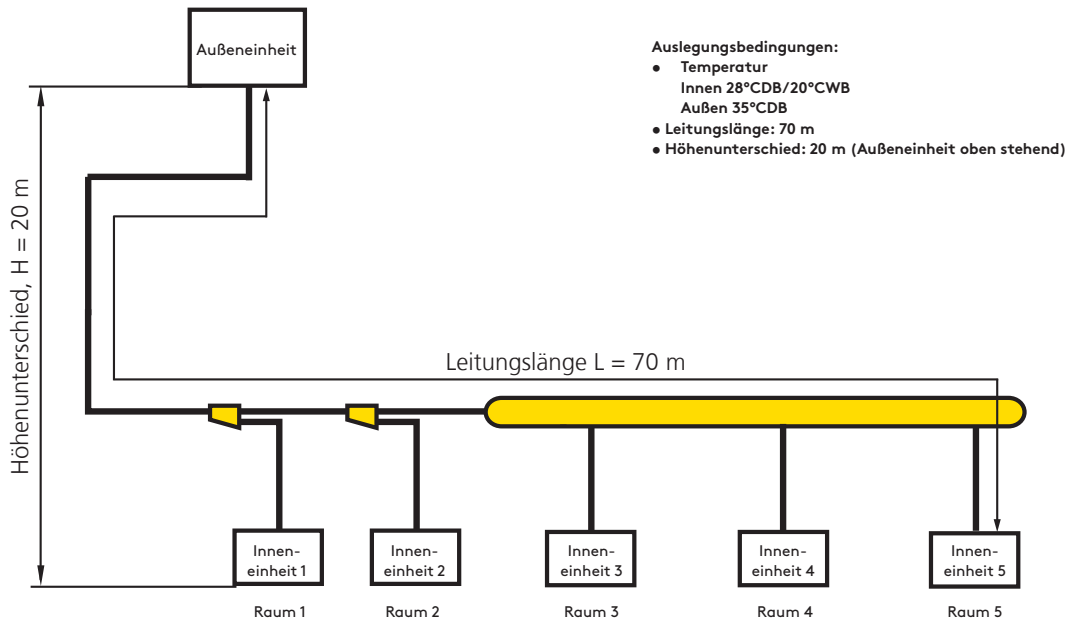 Außeneinheit
Auslegungsbedingungen:
● Temperatur
Innen 28°CDB/20°CWB
Außen 35°CDB
● Leitungslänge: 70 m
● Höhenunterschied: 20 m (Außeneinheit oben stehend)
Höhenunterschied, H = 20 m
Leitungslänge L = 70 m
Innen-
einheit 1
Innen-
einheit 2
Innen-
einheit 3
Innen-
einheit 4
Innen-
einheit 5
Raum 1
Raum 2
Raum 3
Raum 4
Raum 5